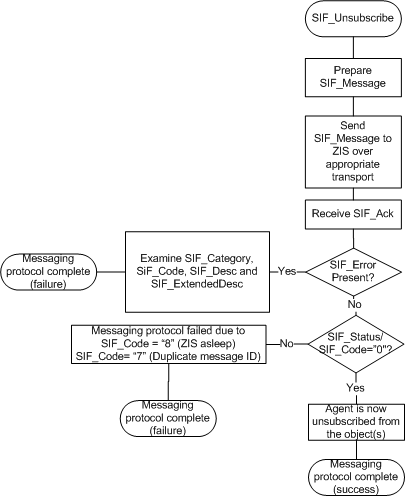 SIF_Unsubscribe
Prepare
SIF_Message
Send
SIF_Message to
ZIS over
appropriate
transport
Receive SIF_Ack
SIF_Error
Present?
Yes
Examine SIF_Category,
SiF_Code, SIF_Desc and
SIF_ExtendedDesc
Messaging
protocol complete
(failure)
No
SIF_Status/
SIF_Code="0"?
No
Messaging protocol failed due to
SIF_Code = "8" (ZIS asleep)
SIF_Code= "7" (Duplicate message ID)
Messaging
protocol complete
(failure)
Yes
Agent is now
unsubscribed from
the object(s)
Messaging
protocol complete
(success)